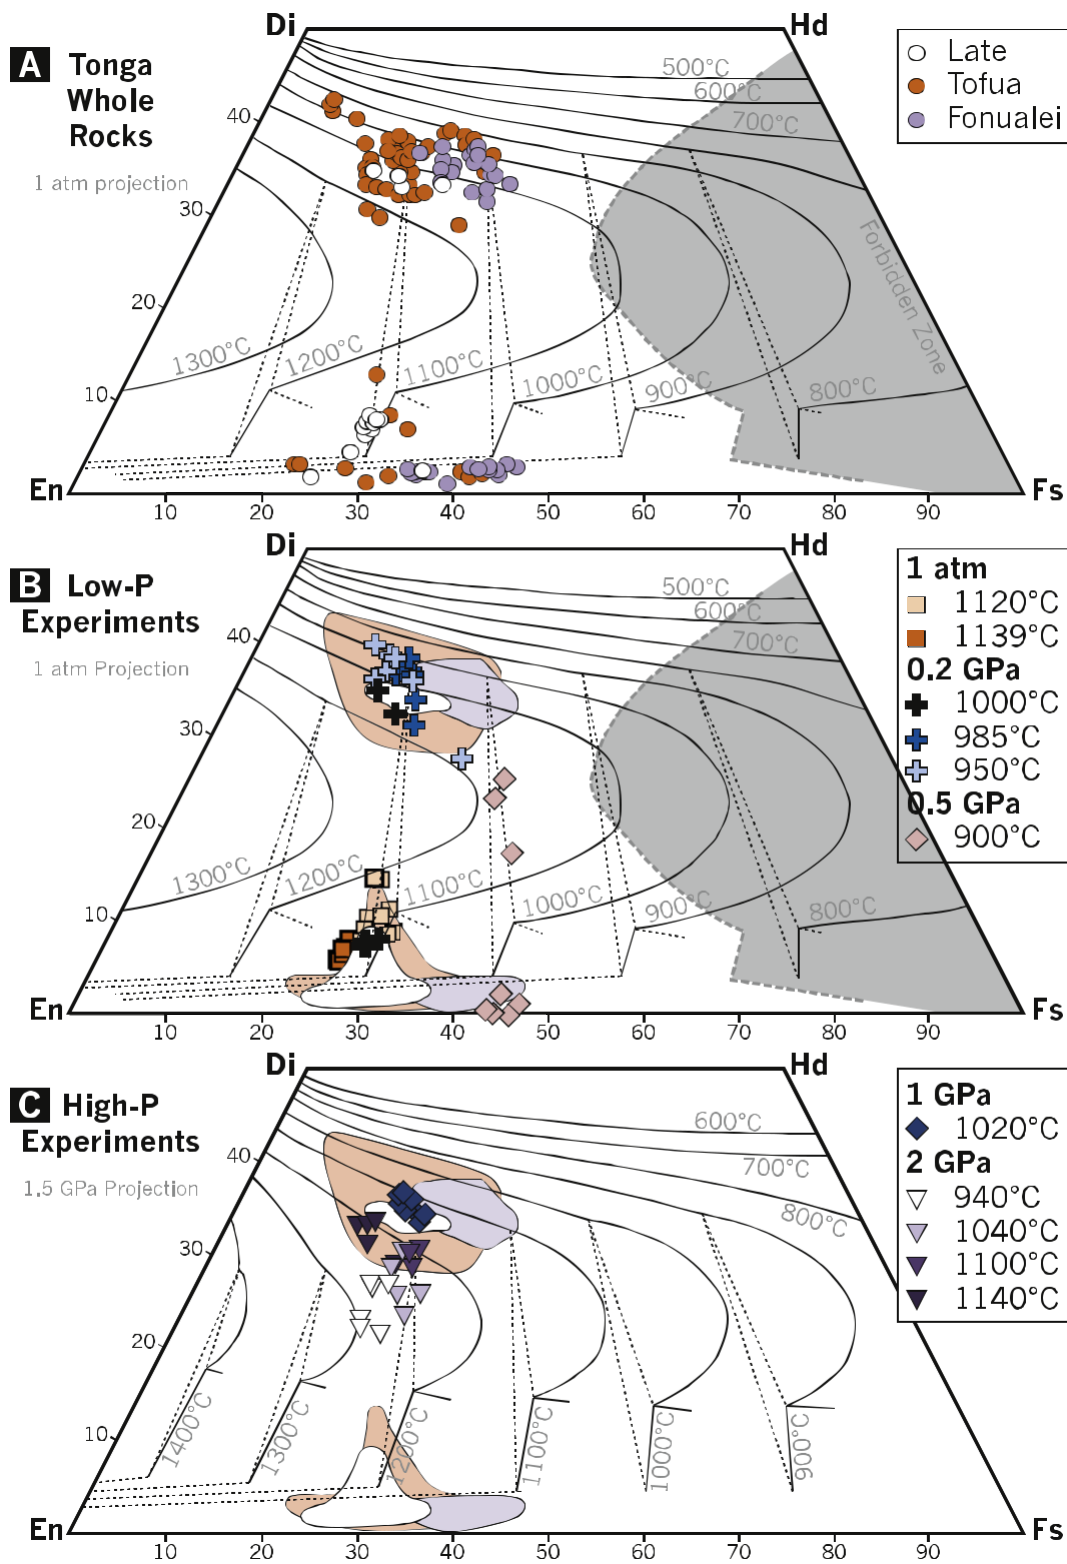 Di Hd
A Tonga
Whole
Rocks
1 atm projection
Late
Tofua
Fonualei
500°C
600°C
700°C
40
30
20
10
1300°C
1200°C
1100°C
1000°C
900°C
800°C
Forbidden Zone
En Fs
10 20 30 40 50 60 70 80 90
Di Hd
B Low-P
Experiments
1 atm Projection
1 atm
1120°C
1139°C
0.2 GPa
1000°C
985°C
950°C
0.5 GPa
900°C
500°C
600°C
700°C
40
30
20
10
1300°C
1200°C
1100°C
1000°C
900°C
800°C
En Fs
10 20 30 40 50 60 70 80 90
Di Hd
C High-P
Experiments
1.5 GPa Projection
1 GPa
1020°C
2 GPa
940°C
1040°C
1100°C
1140°C
600°C
700°C
800°C
40
30
20
10
1400°C
1300°C
1200°C
1100°C
1000°C
900°C
En Fs
10 20 30 40 50 60 70 80 90